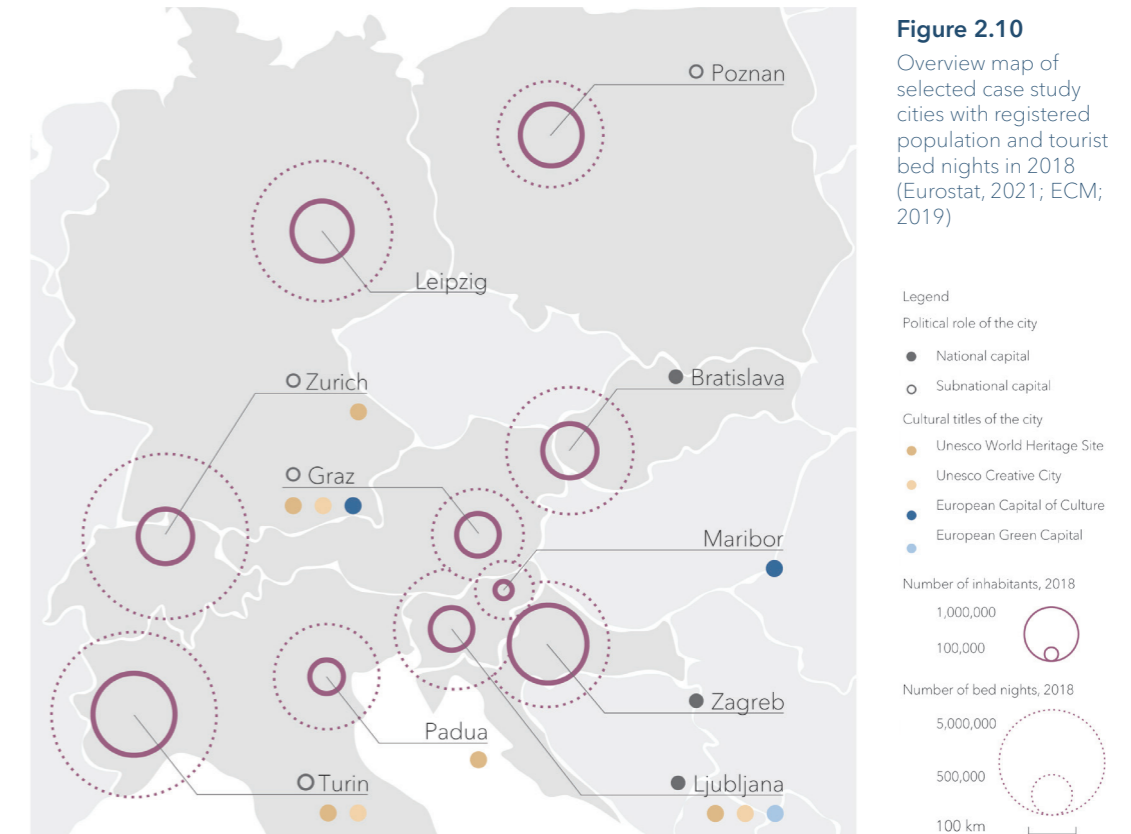 Figure 2.10
Overview map of
selected case study
cities with registered
population and tourist
bed nights in 2018
(Eurostat, 2021; ECM;
2019)
Poznan
Leipzig
Zurich
Bratislava
Graz
Maribor
Zagreb
Padua
Turin
Ljubljana
Legend
Political role of the city
National capital
Subnational capital
Cultural titles of the city
Unesco World Heritage Site
Unesco Creative City
European Capital of Culture
European Green Capital
Number of inhabitants, 2018
1,000,000
100,000
Number of bed nights, 2018
5,000,000
500,000
100 km